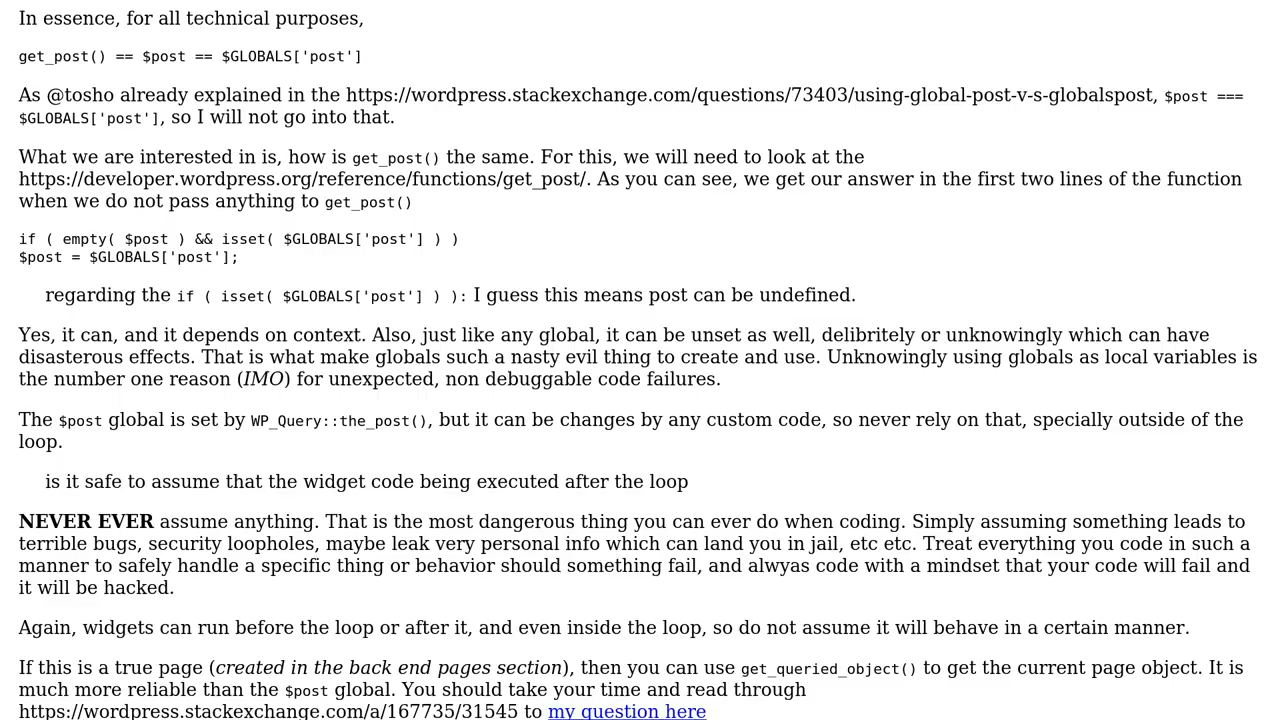 In essence, for all technical purposes,
get_post() == $post == $GLOBALS['post']
As @tosho already explained in the https://wordpress.stackexchange.com/questions/73403/using-global-post-v-s-globalspost, $post ===
$GLOBALS['post'], so I will not go into that.
What we are interested in is, how is get_post() the same. For this, we will need to look at the
https://developer.wordpress.org/reference/functions/get_post/. As you can see, we get our answer in the first two lines of the function
when we do not pass anything to get_post()
if ( empty( $post ) && isset( $GLOBALS['post'] ) )
$post = $GLOBALS['post'];
regarding the if ( isset( $GLOBALS['post'] ) ): I guess this means post can be undefined.
Yes, it can, and it depends on context. Also, just like any global, it can be unset as well, delibritely or unknowingly which can have
disasterous effects. That is what make globals such a nasty evil thing to create and use. Unknowingly using globals as local variables is
the number one reason (IMO) for unexpected, non debuggable code failures.
The $post global is set by WP_Query::the_post(), but it can be changes by any custom code, so never rely on that, specially outside of the
loop.
is it safe to assume that the widget code being executed after the loop
NEVER EVER assume anything. That is the most dangerous thing you can ever do when coding. Simply assuming something leads to
terrible bugs, security loopholes, maybe leak very personal info which can land you in jail, etc etc. Treat everything you code in such a
manner to safely handle a specific thing or behavior should something fail, and alwyas code with a mindset that your code will fail and
it will be hacked.
Again, widgets can run before the loop or after it, and even inside the loop, so do not assume it will behave in a certain manner.
If this is a true page (created in the back end pages section), then you can use get_queried_object() to get the current page object. It is
much more reliable than the $post global. You should take your time and read through
https://wordpress.stackexchange.com/a/167735/31545 to my question here